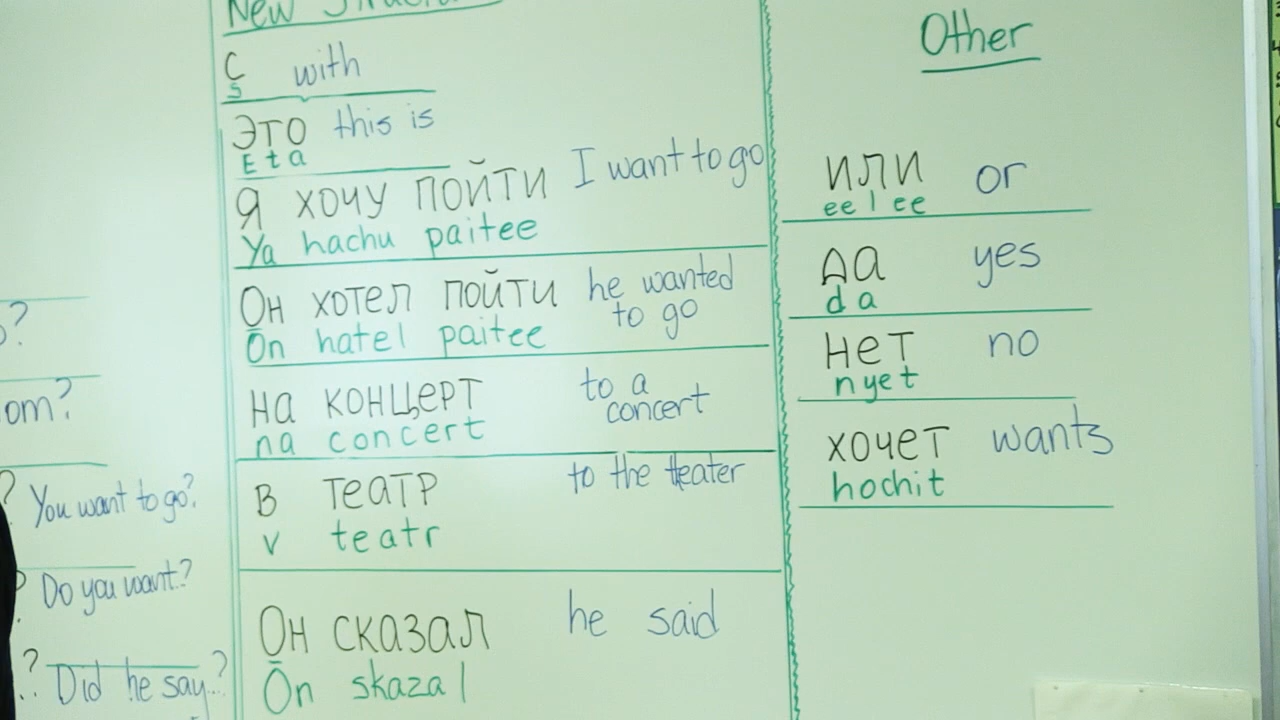 New
С with
s
Это this is
Eta
Я хочу пойти I want to go
Ya hachu paitee
Он хотел пойти he wanted
to go
On hatel paitee
на концерт to a
concert
na concert
в театр to the teater
v teatr
Он сказал he said
On skazal
Other
или or
eelee
да yes
da
нет no
nyet
хочет wants
hochit
?
om?
? You want to go?
? Do you want?
? Did he say..?